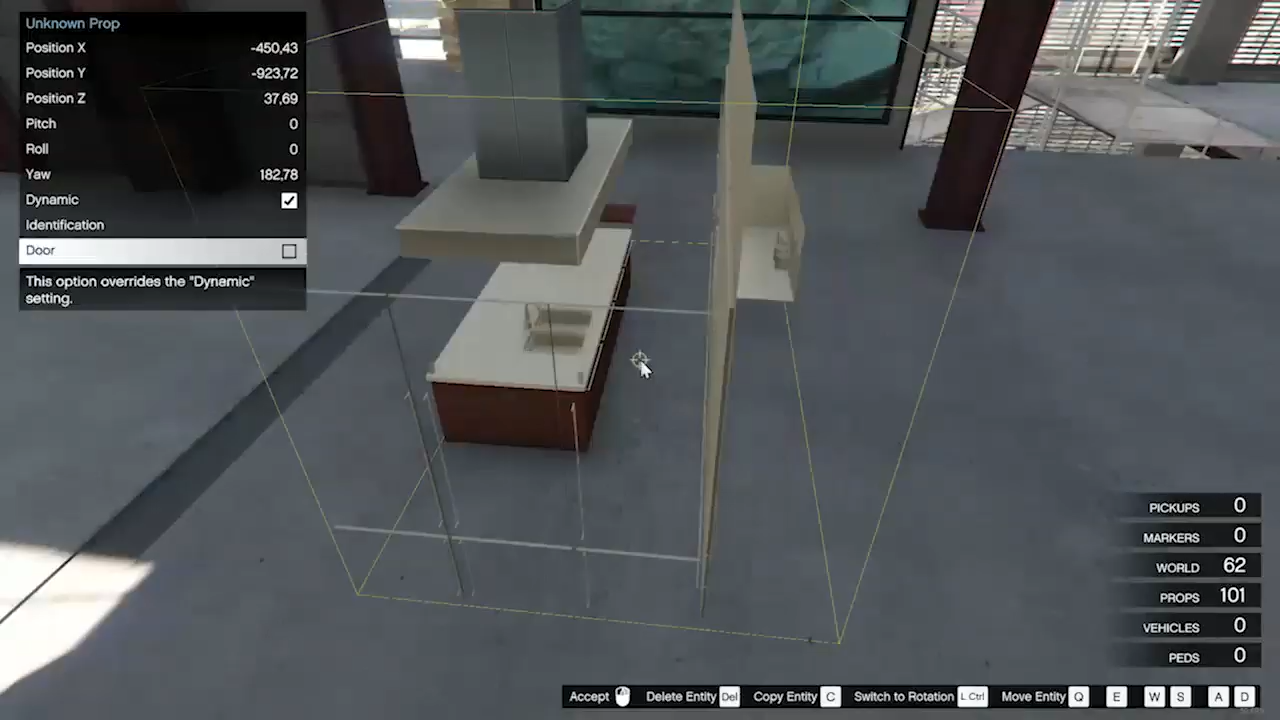 Unknown Prop
Position X -450,43
Position Y -923,72
Position Z 37,69
Pitch 0
Roll 0
Yaw 182,78
Dynamic
Identification
Door
This option overrides the "Dynamic"
setting.
PICKUPS 0
MARKERS 0
WORLD 62
PROPS 101
VEHICLES 0
PEDS 0
Accept Delete Entity Del Copy Entity C Switch to Rotation L Ctrl Move Entity Q E W S A D